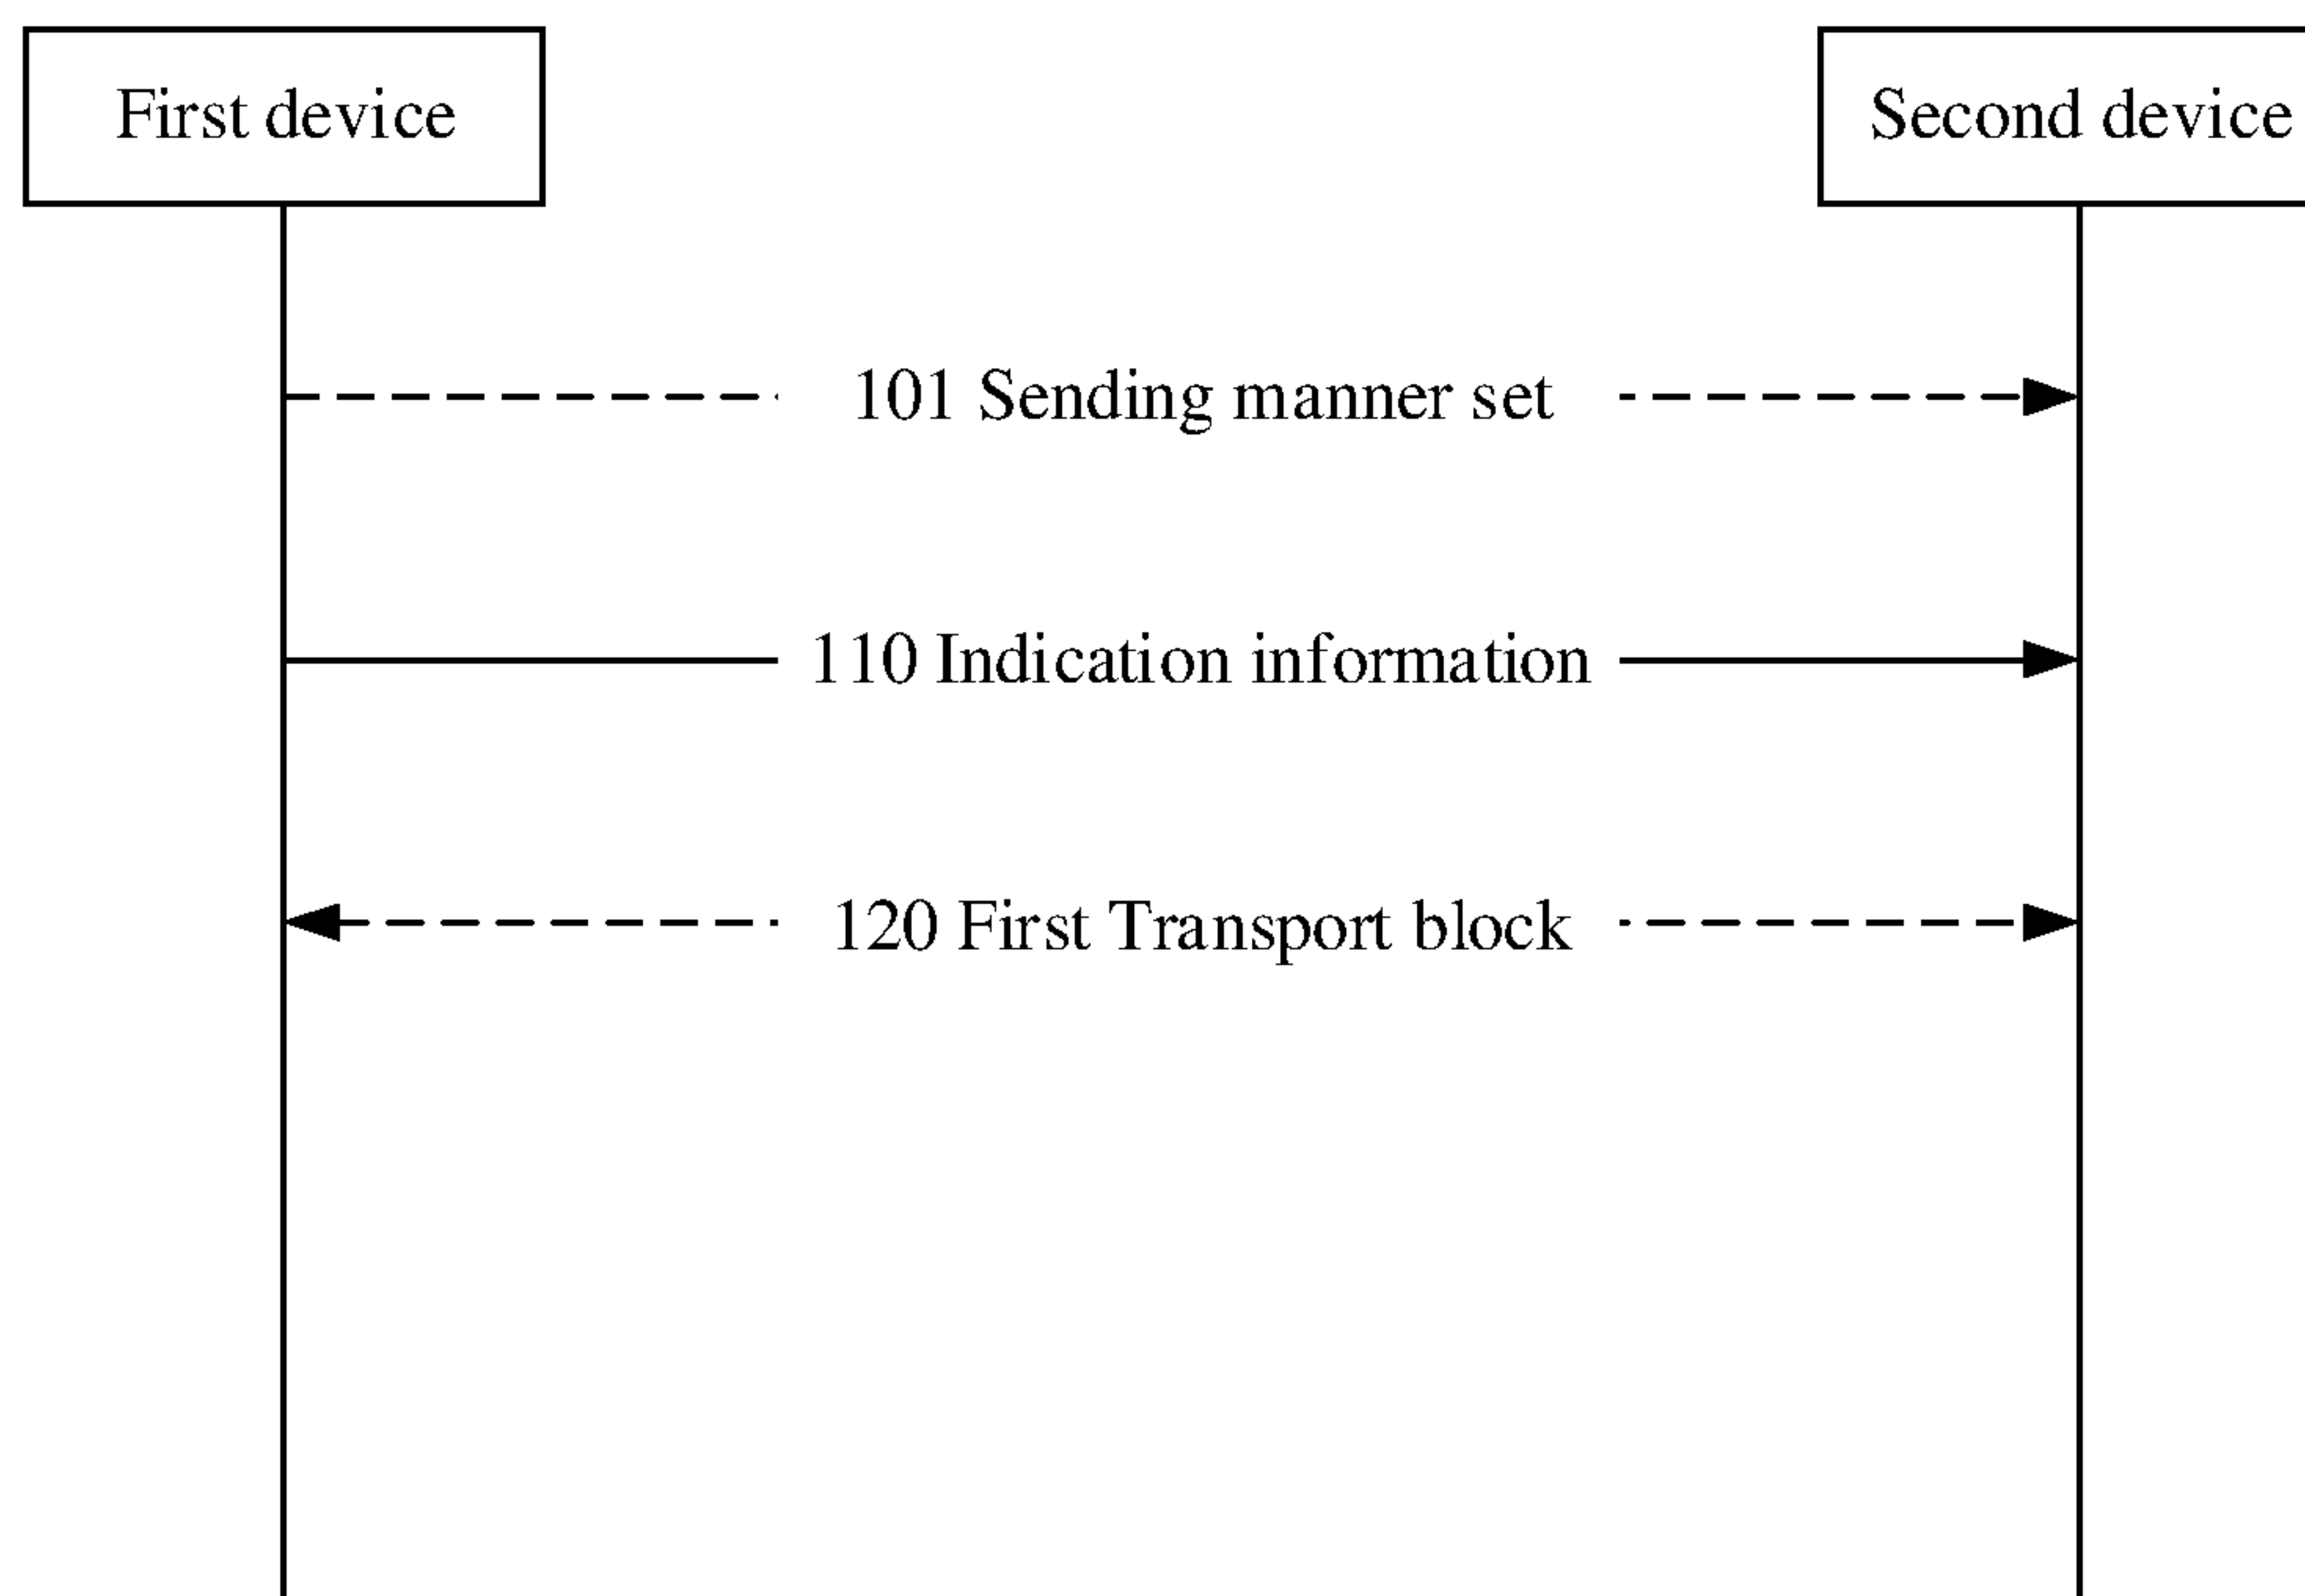 First device
Second device
101 Sending manner set
110 Indication information
120 First Transport block